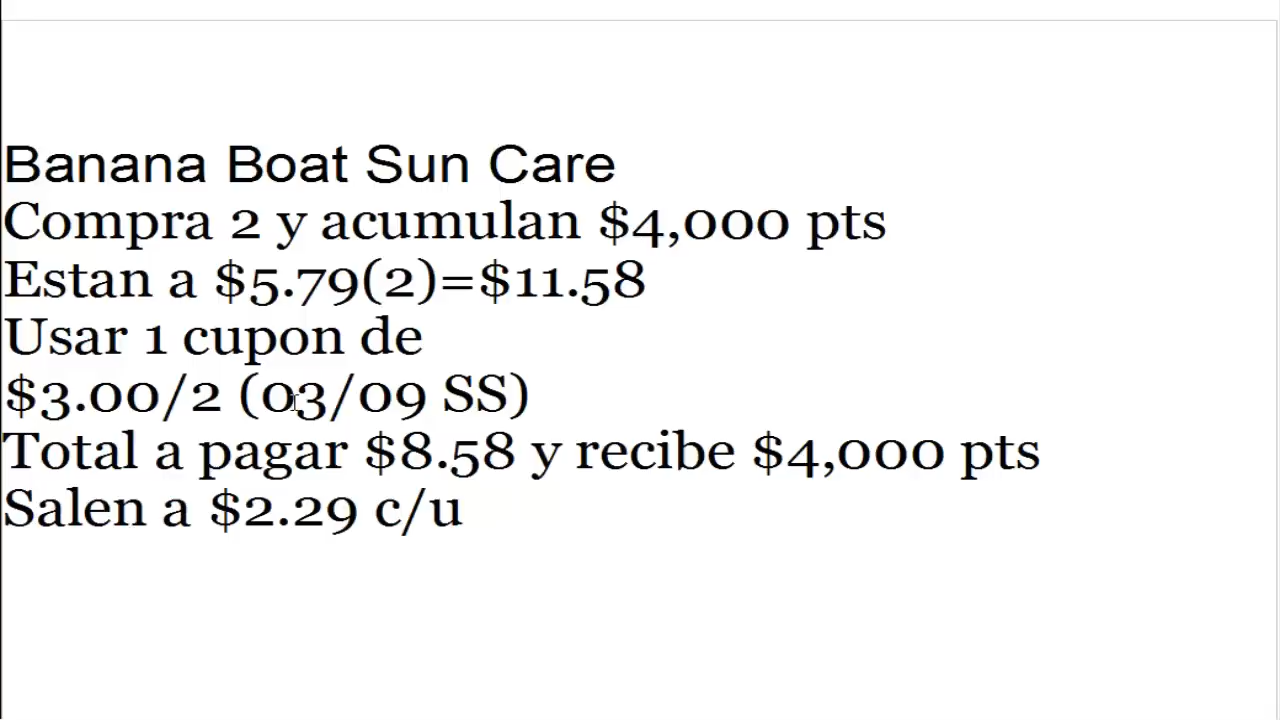 Banana Boat Sun Care
Compra 2 y acumulan $4,000 pts
Estan a $5.79(2)=$11.58
Usar 1 cupon de
$3.00/2 (03/09 SS)
Total a pagar $8.58 y recibe $4,000 pts
Salen a $2.29 c/u